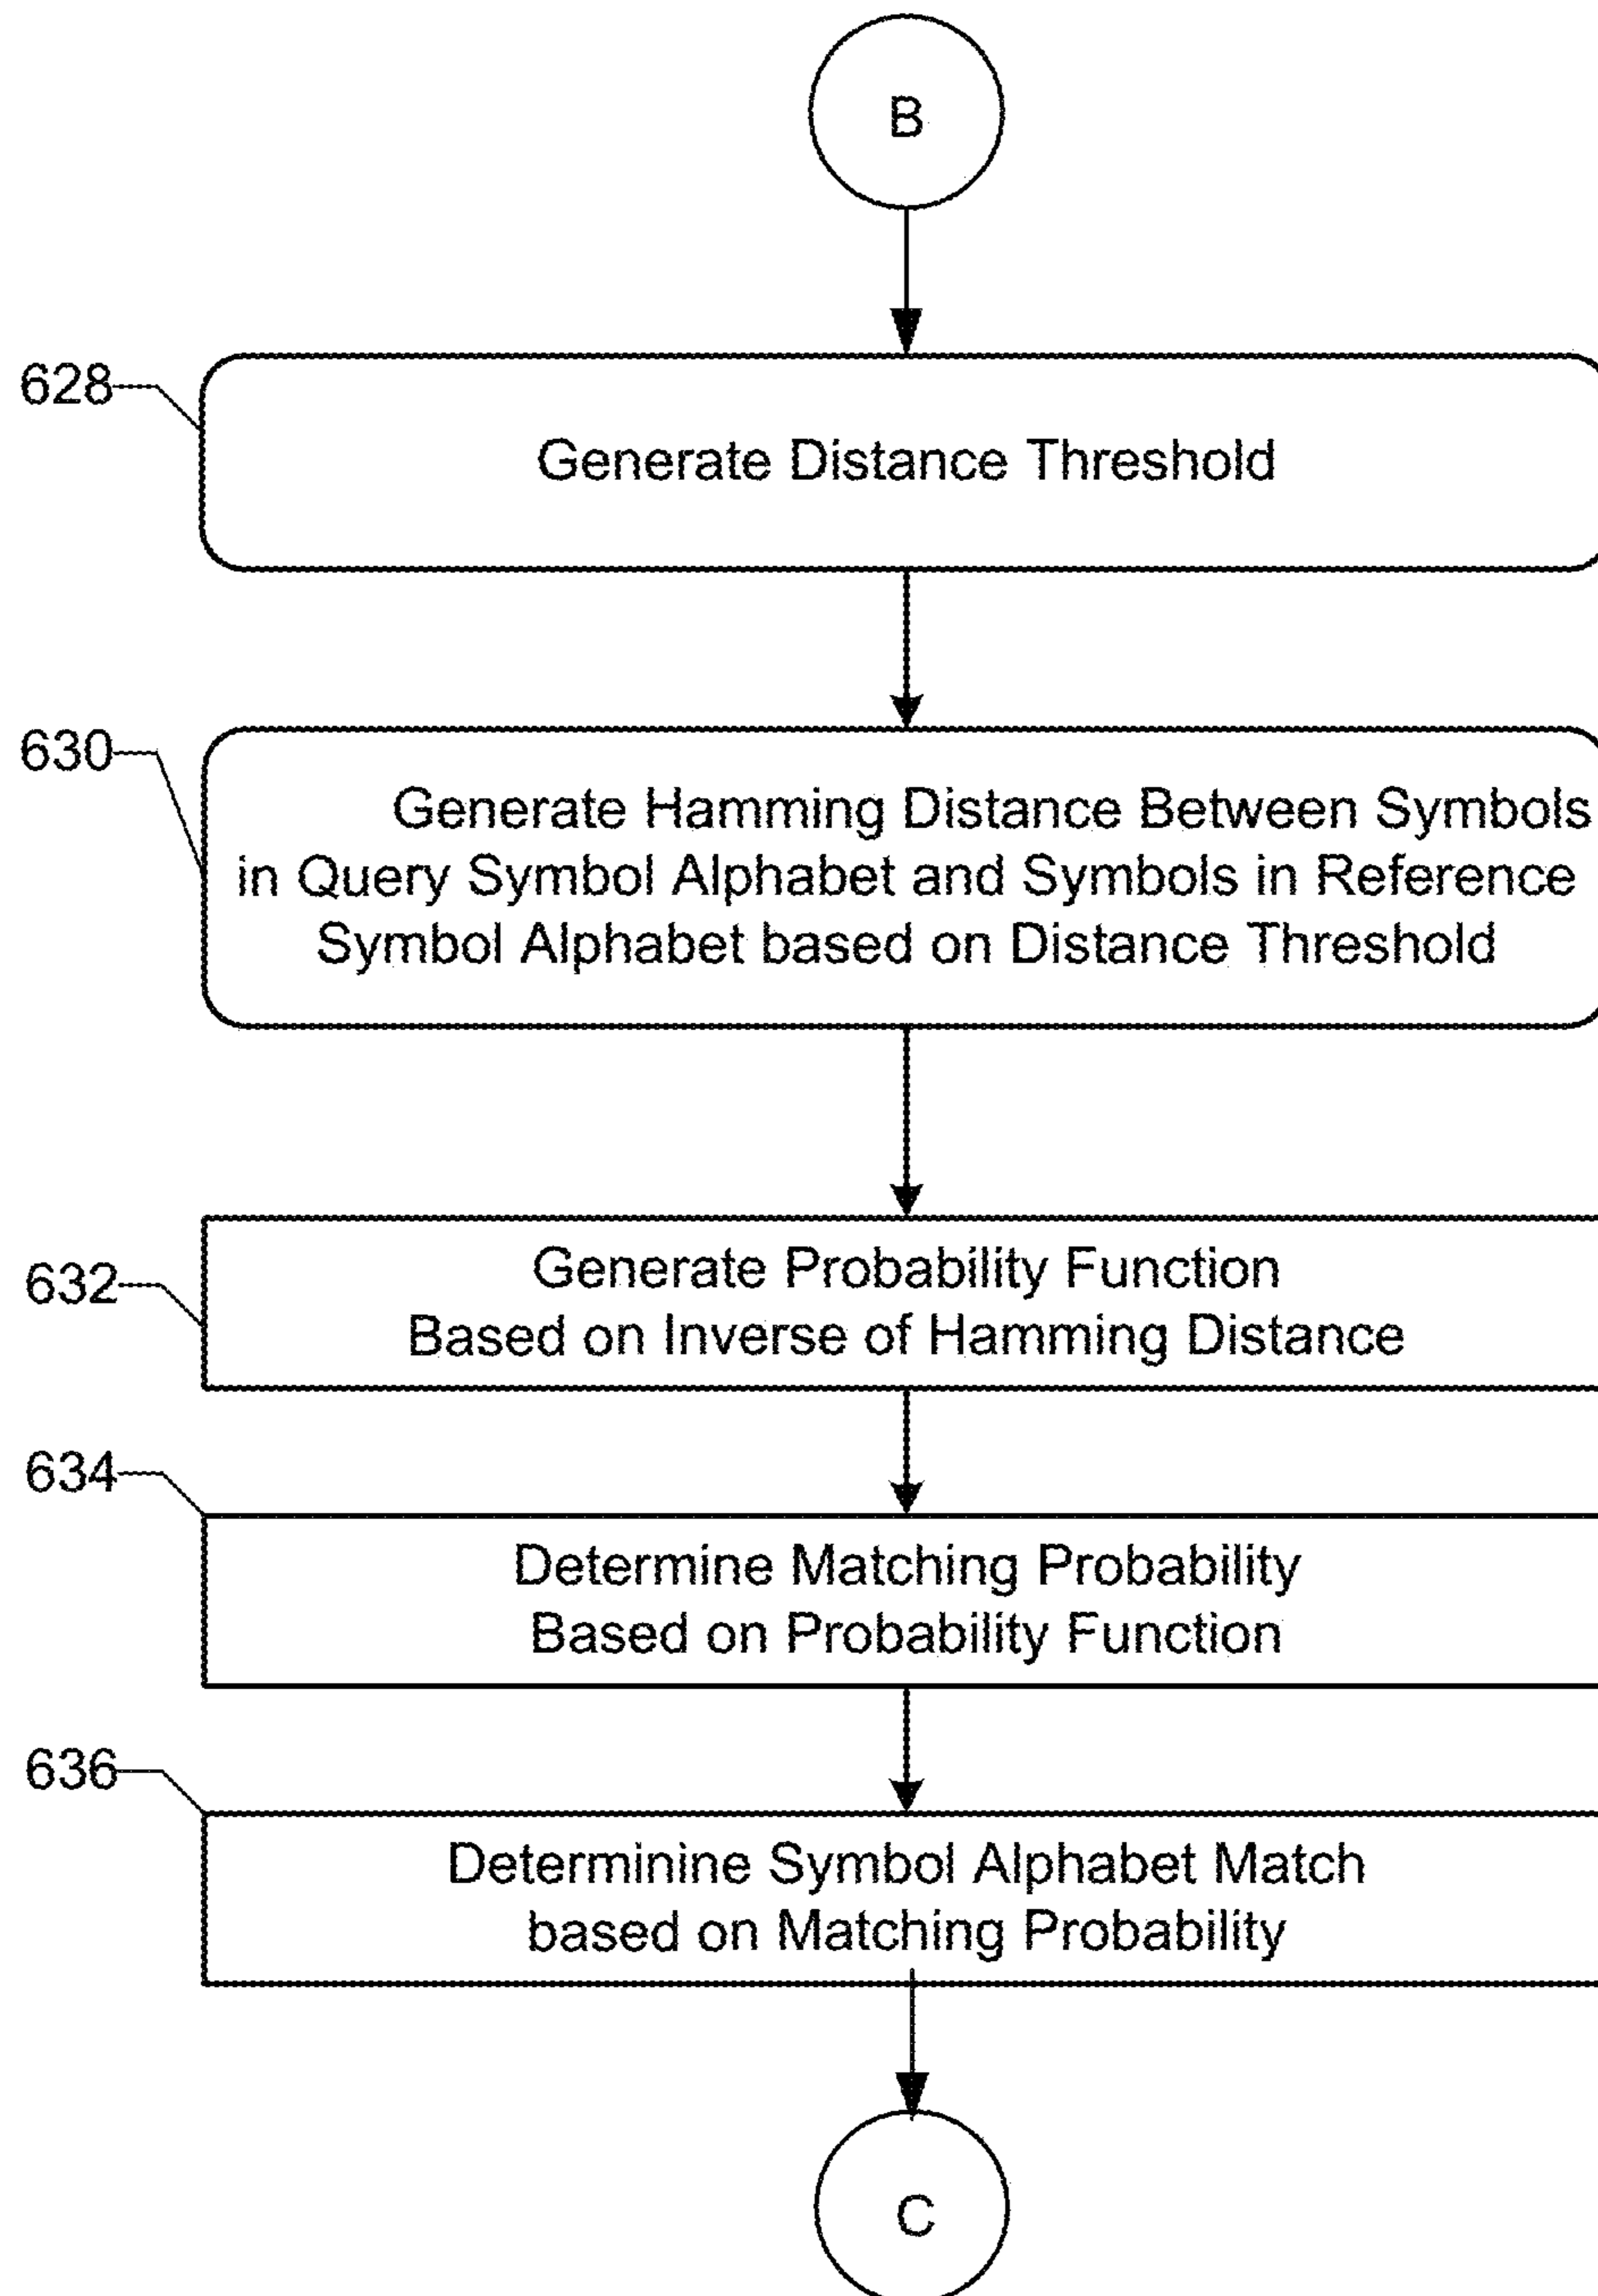 B
628
Generate Distance Threshold
630
Generate Hamming Distance Between Symbols
in Query Symbol Alphabet and Symbols in Reference
Symbol Alphabet based on Distance Threshold
632
Generate Probability Function
Based on Inverse of Hamming Distance
634
Determine Matching Probability
Based on Probability Function
636
Determinine Symbol Alphabet Match
based on Matching Probability
C